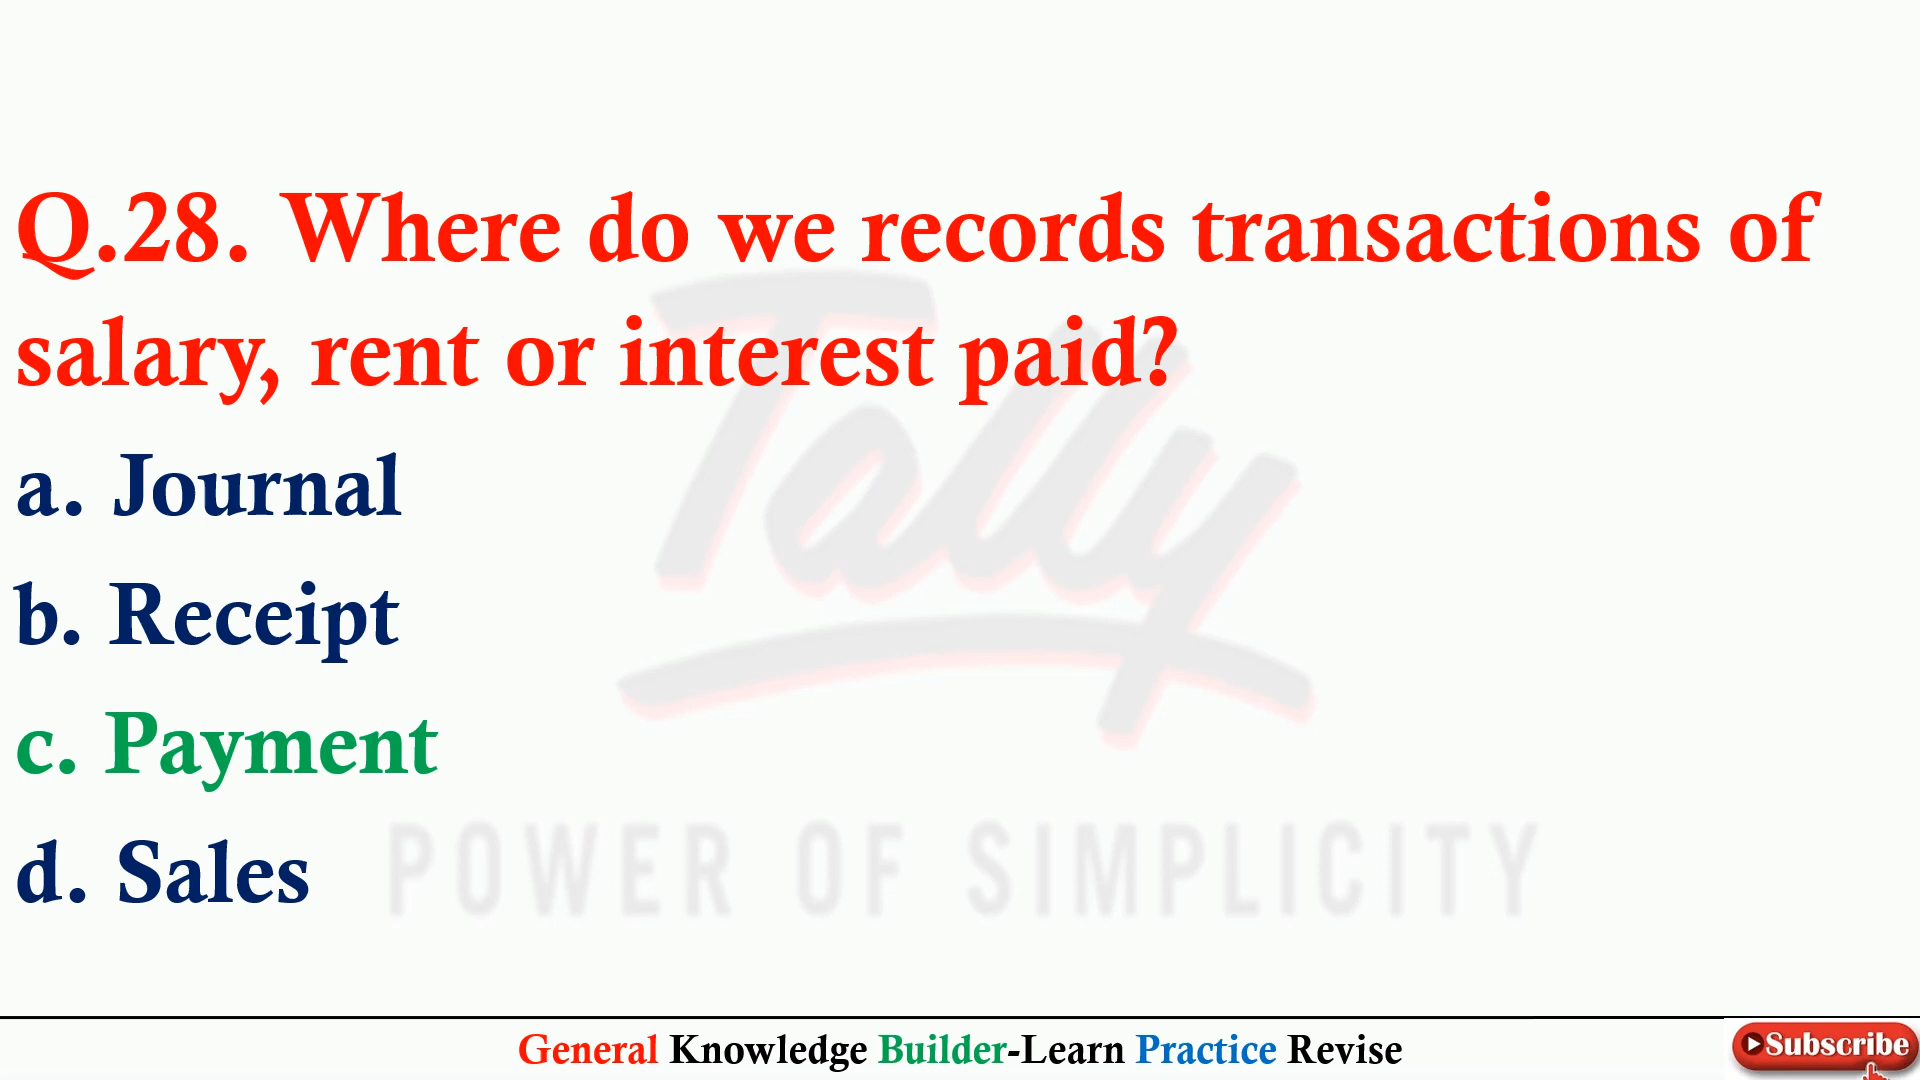 Q.28. Where do we records transactions of
salary, rent or interest paid?
a. Journal
b. Receipt
c. Payment
d. Sales
Tally
POWER OF SIMPLICITY
General Knowledge Builder-Learn Practice Revise
Subscribe